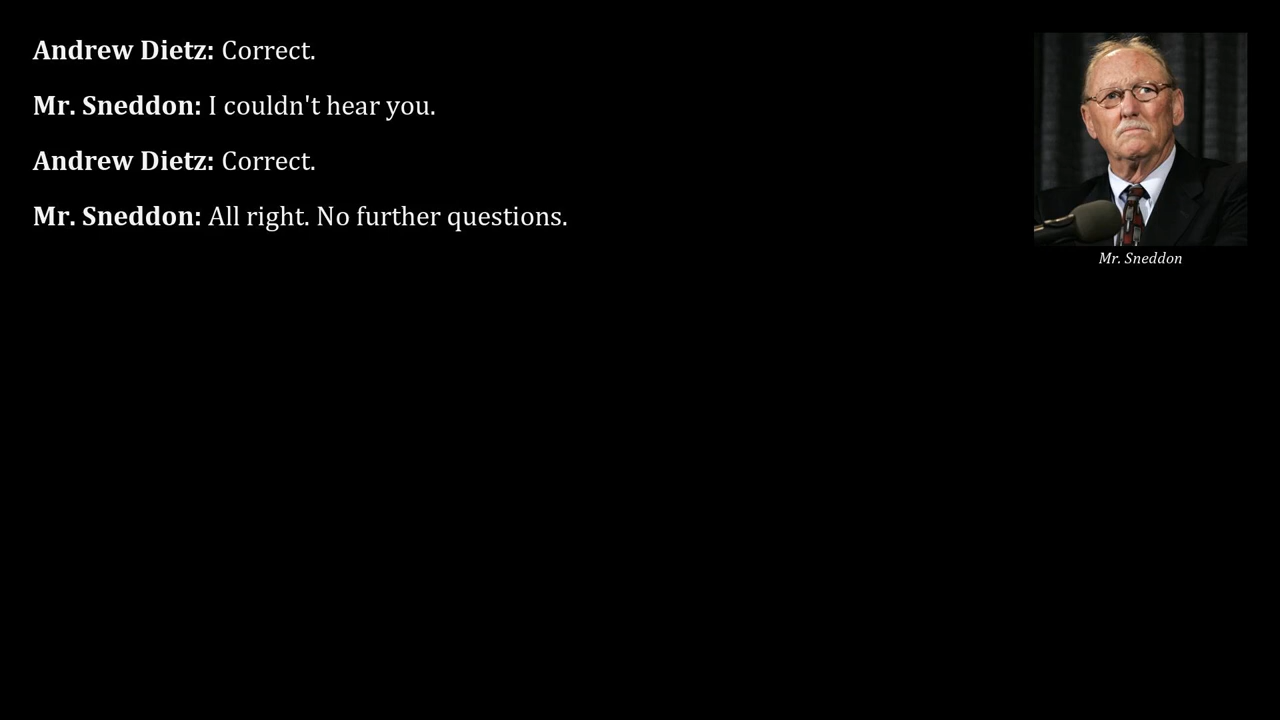 Andrew Dietz: Correct.
Mr. Sneddon: I couldn't hear you.
Andrew Dietz: Correct.
Mr. Sneddon: All right. No further questions.
Mr. Sneddon